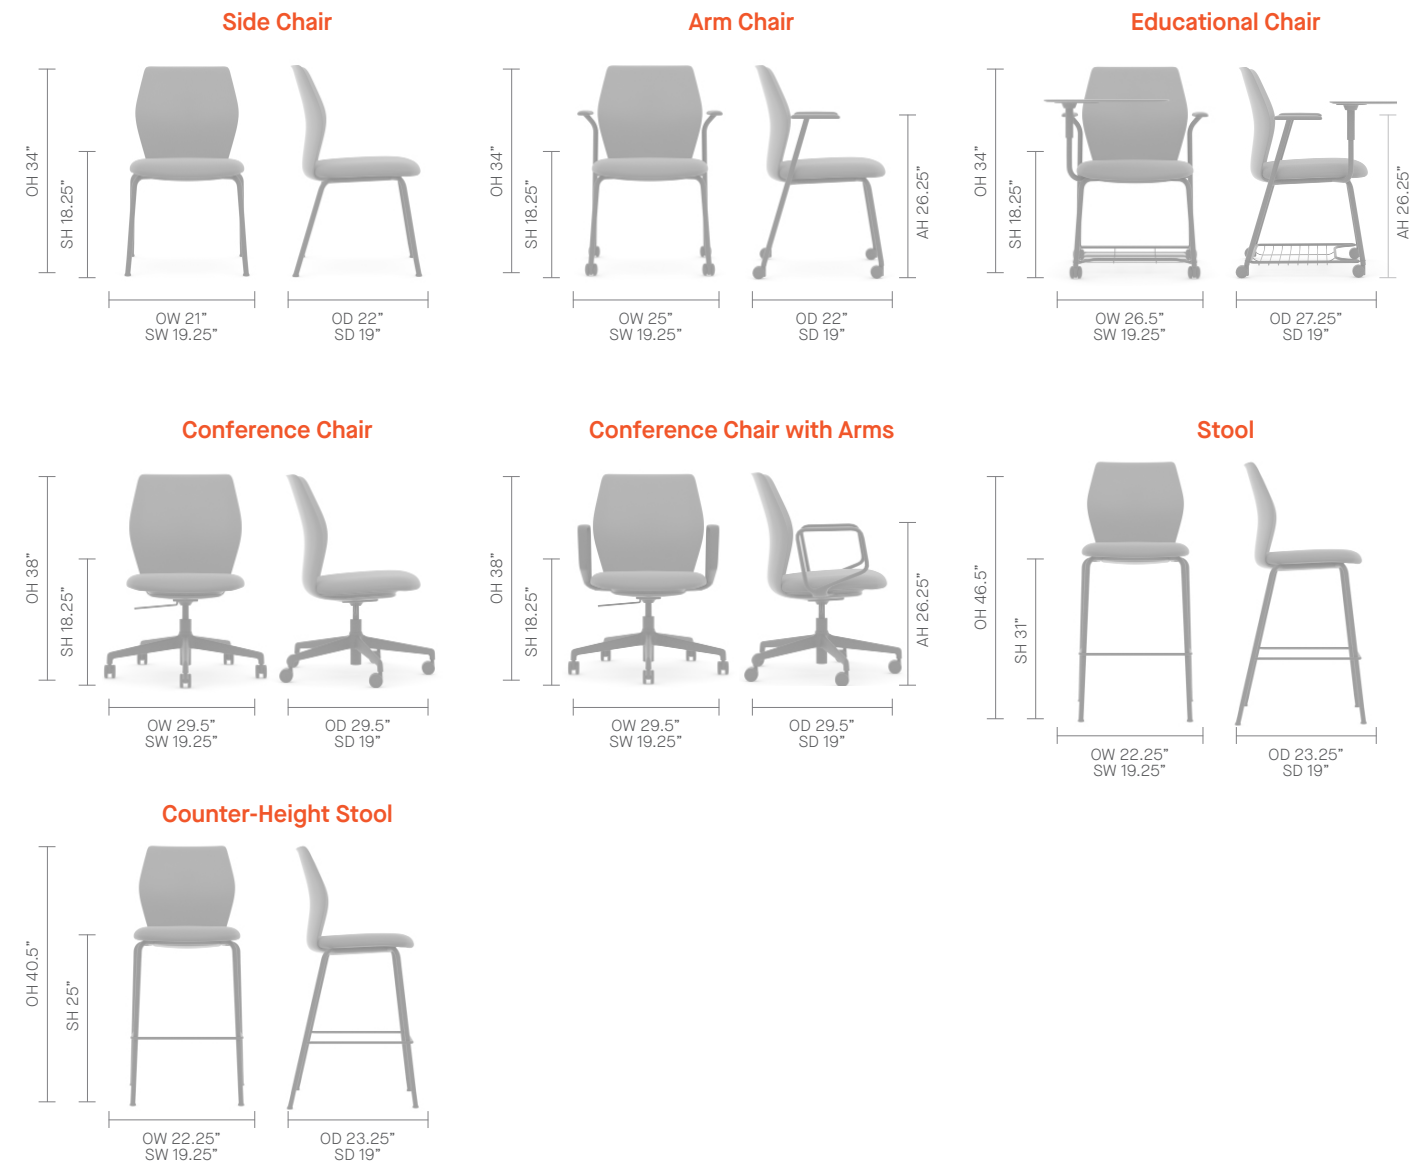 Side Chair
OH 34”
SH 18.25”
OW 21”
SW 19.25”
OD 22”
SD 19”
Arm Chair
OH 34”
SH 18.25”
OW 25”
SW 19.25”
OD 22”
SD 19”
AH 26.25”
Educational Chair
OH 34”
SH 18.25”
OW 26.5”
SW 19.25”
OD 27.25”
SD 19”
AH 26.25”
Conference Chair
OH 38”
SH 18.25”
OW 29.5”
SW 19.25”
OD 29.5”
SD 19”
Conference Chair with Arms
OH 38”
SH 18.25”
OW 29.5”
SW 19.25”
OD 29.5”
SD 19”
AH 26.25”
Stool
OH 46.5”
SH 31”
OW 22.25”
SW 19.25”
OD 23.25”
SD 19”
Counter-Height Stool
OH 40.5”
SH 25”
OW 22.25”
SW 19.25”
OD 23.25”
SD 19”